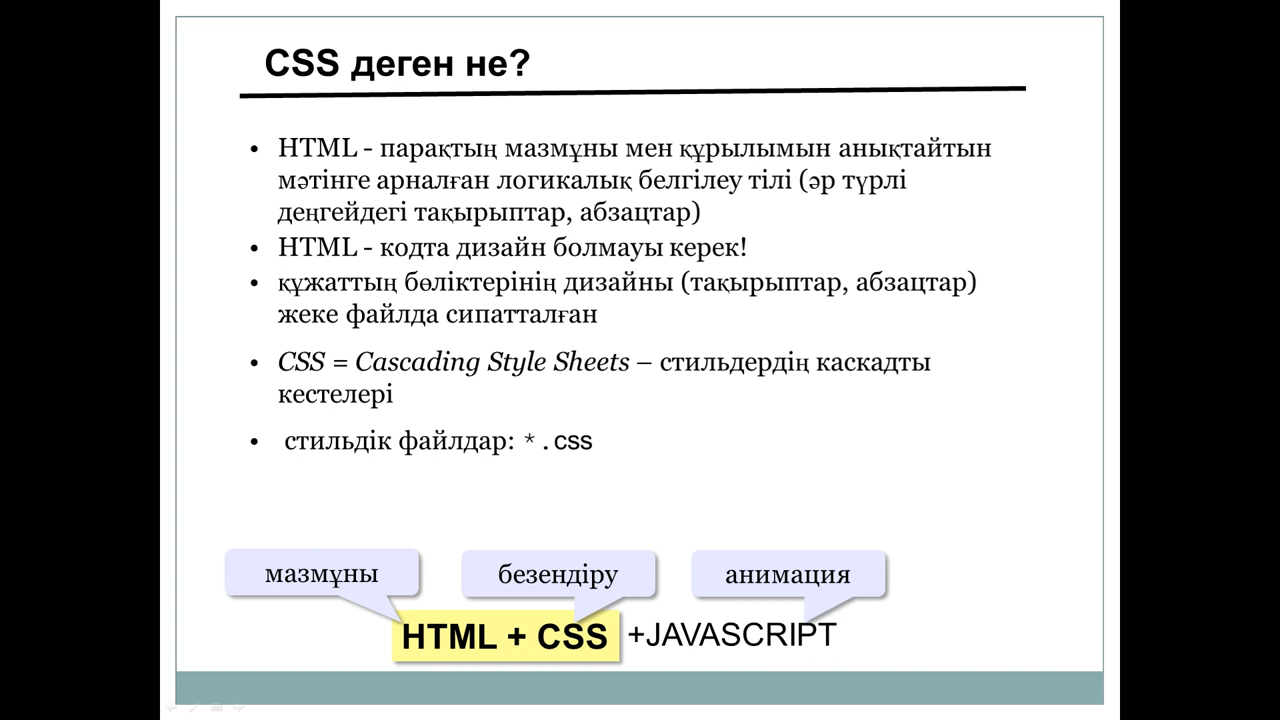 CSS деген не?
• HTML - парақтың мазмұны мен құрылымын анықтайтын
мәтінге арналған логикалық белгілеу тілі (әр түрлі
деңгейдегі тақырыптар, абзацтар)
• HTML - кодта дизайн болмауы керек!
• құжаттың бөліктерінің дизайны (тақырыптар, абзацтар)
жеке файлда сипатталған
• CSS = Cascading Style Sheets – стильдердің каскадты
кестелері
• стильдік файлдар: *.css
мазмұны безендіру анимация
HTML + CSS +JAVASCRIPT